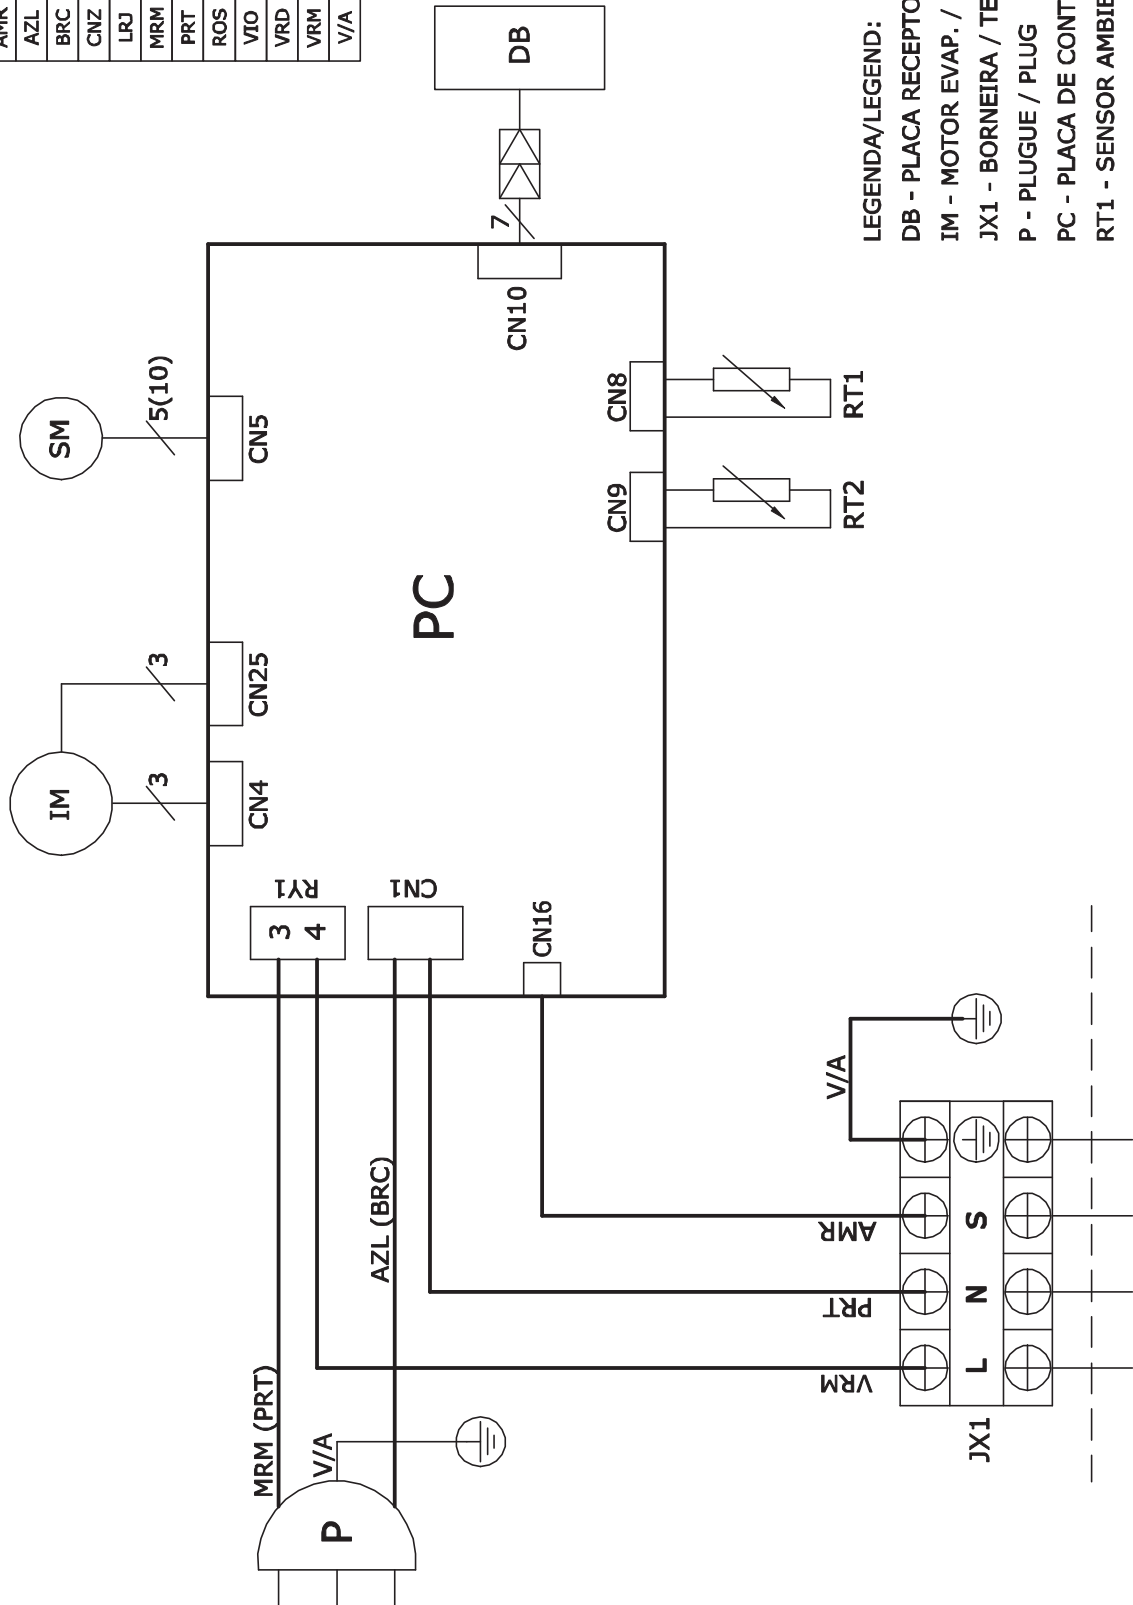 AMR
AZL
BRC
CNZ
LRJ
MRM
PRT
ROS
VIO
VRD
VRM
V/A
DB
7
CN10
SM
5(10)
CN5
CN8
RT1
CN9
RT2
PC
IM
3
CN25
3
CN4
RY1
3
4
CN1
CN16
MRM (PRT)
V/A
AZL (BRC)
P
VRM
PRT
AMR
V/A
L
N
S
JX1
LEGENDA/LEGEND:
DB - PLACA RECEPTO
IM - MOTOR EVAP. /
JX1 - BORNEIRA / TE
P - PLUGUE / PLUG
PC - PLACA DE CONT
RT1 - SENSOR AMBIE